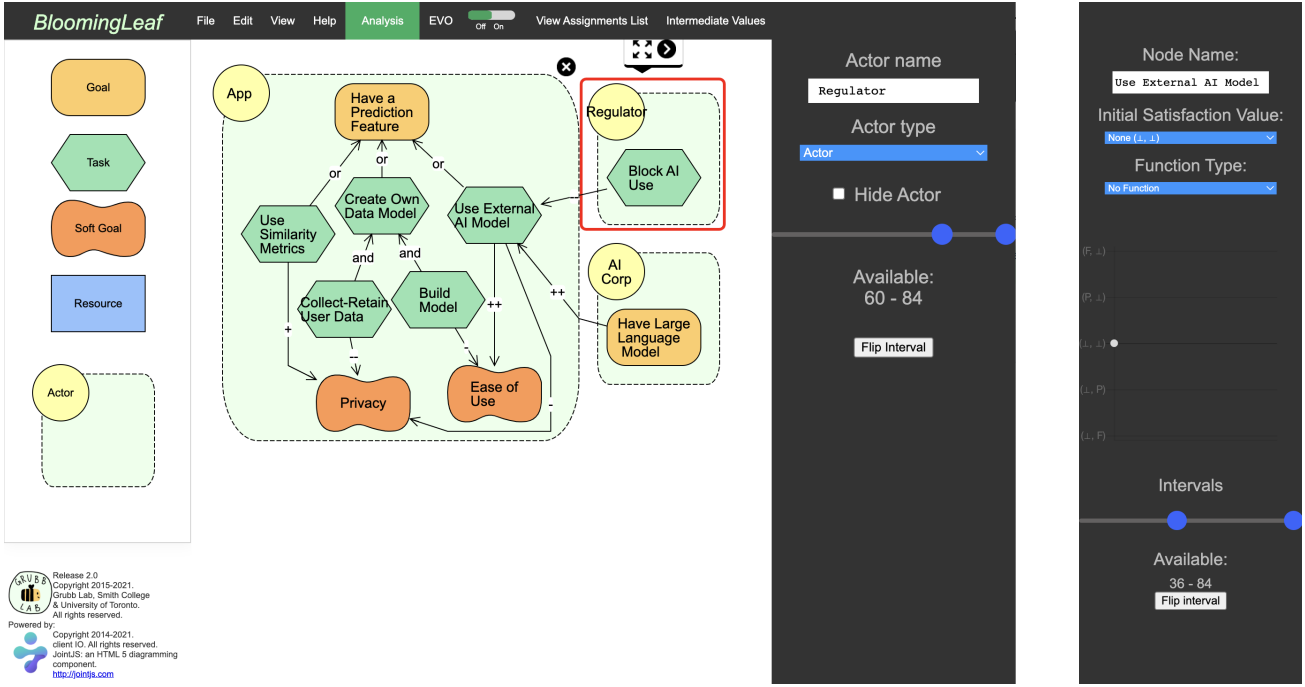 BloomingLeaf
File Edit View Help Analysis EVO Off On View Assignments List Intermediate Values
Goal
Task
Soft Goal
Resource
Actor
GRUBB
LAB
Release 2.0
Copyright 2015-2021.
Grubb Lab, Smith College
& University of Toronto.
All rights reserved.
Powered by:
Copyright 2014-2021.
client IO. All rights reserved.
JointJS: an HTML 5 diagramming
component.
http://jointjs.com
App
Have a
Prediction
Feature
or
or
or
Use
Similarity
Metrics
Create Own
Data Model
Use External
AI Model
and
and
Collect-Retain
User Data
Build
Model
++
+
--
-
-
Privacy
Ease of
Use
Regulator
Block AI
Use
--
AI
Corp
++
Have Large
Language
Model
Actor name
Regulator
Actor type
Actor
Hide Actor
Available:
60 - 84
Flip Interval
Node Name:
Use External AI Model
Initial Satisfaction Value:
None (⊥, ⊥)
Function Type:
No Function
(F, ⊥)
(P, ⊥)
(⊥, ⊥)
(⊥, P)
(⊥, F)
Intervals
Available:
36 - 84
Flip interval